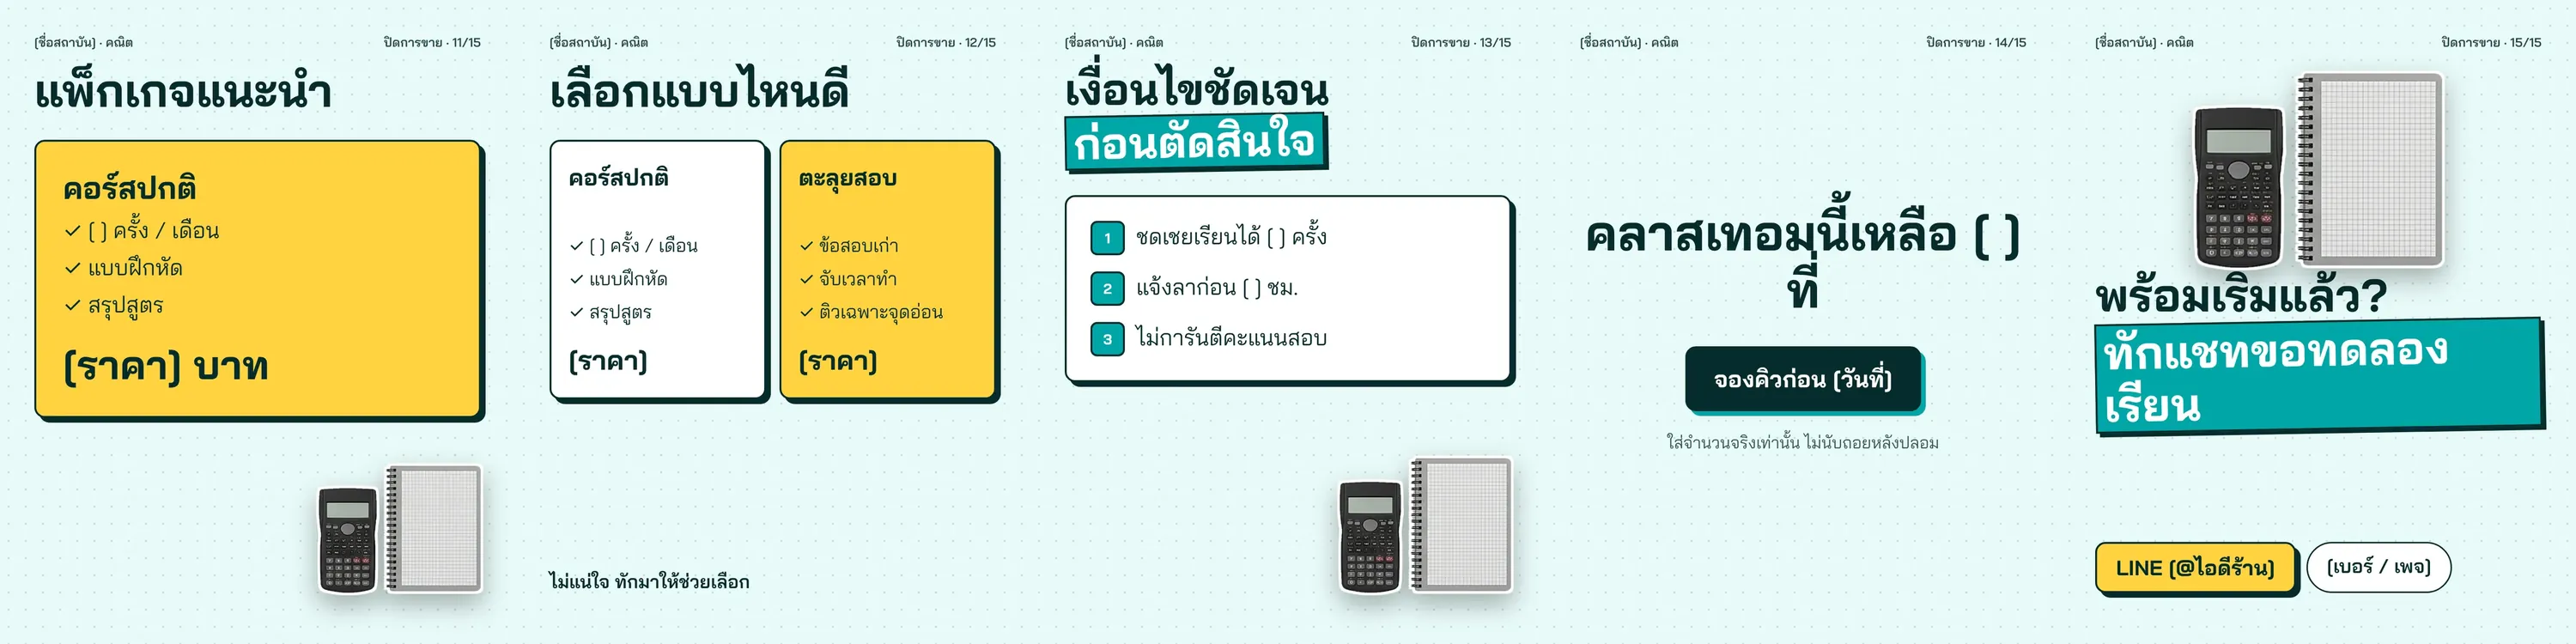 [ชื่อสถาบัน] · คณิต
ปิดการขาย · 11/15
แพ็กเกจแนะนำ
คอร์สปกติ
✓ [ ] ครั้ง / เดือน
✓ แบบฝึกหัด
✓ สรุปสูตร
[ราคา] บาท
[ชื่อสถาบัน] · คณิต
ปิดการขาย · 12/15
เลือกแบบไหนดี
คอร์สปกติ
✓ [ ] ครั้ง / เดือน
✓ แบบฝึกหัด
✓ สรุปสูตร
[ราคา]
ตะลุยสอบ
✓ ข้อสอบเก่า
✓ จับเวลาทำ
✓ ติวเฉพาะจุดอ่อน
[ราคา]
ไม่แน่ใจ ทักมาให้ช่วยเลือก
[ชื่อสถาบัน] · คณิต
ปิดการขาย · 13/15
เงื่อนไขชัดเจน
ก่อนตัดสินใจ
1 ชดเชยเรียนได้ [ ] ครั้ง
2 แจ้งลาก่อน [ ] ชม.
3 ไม่การันตีคะแนนสอบ
[ชื่อสถาบัน] · คณิต
ปิดการขาย · 14/15
คลาสเทอมนี้เหลือ [ ]
ที่
จองคิวก่อน [วันที่]
ใส่จำนวนจริงเท่านั้น ไม่นับถอยหลังปลอม
[ชื่อสถาบัน] · คณิต
ปิดการขาย · 15/15
พร้อมเริ่มแล้ว?
ทักแชทขอทดลอง
เรียน
LINE [@ไอดีร้าน]
[เบอร์ / เพจ]